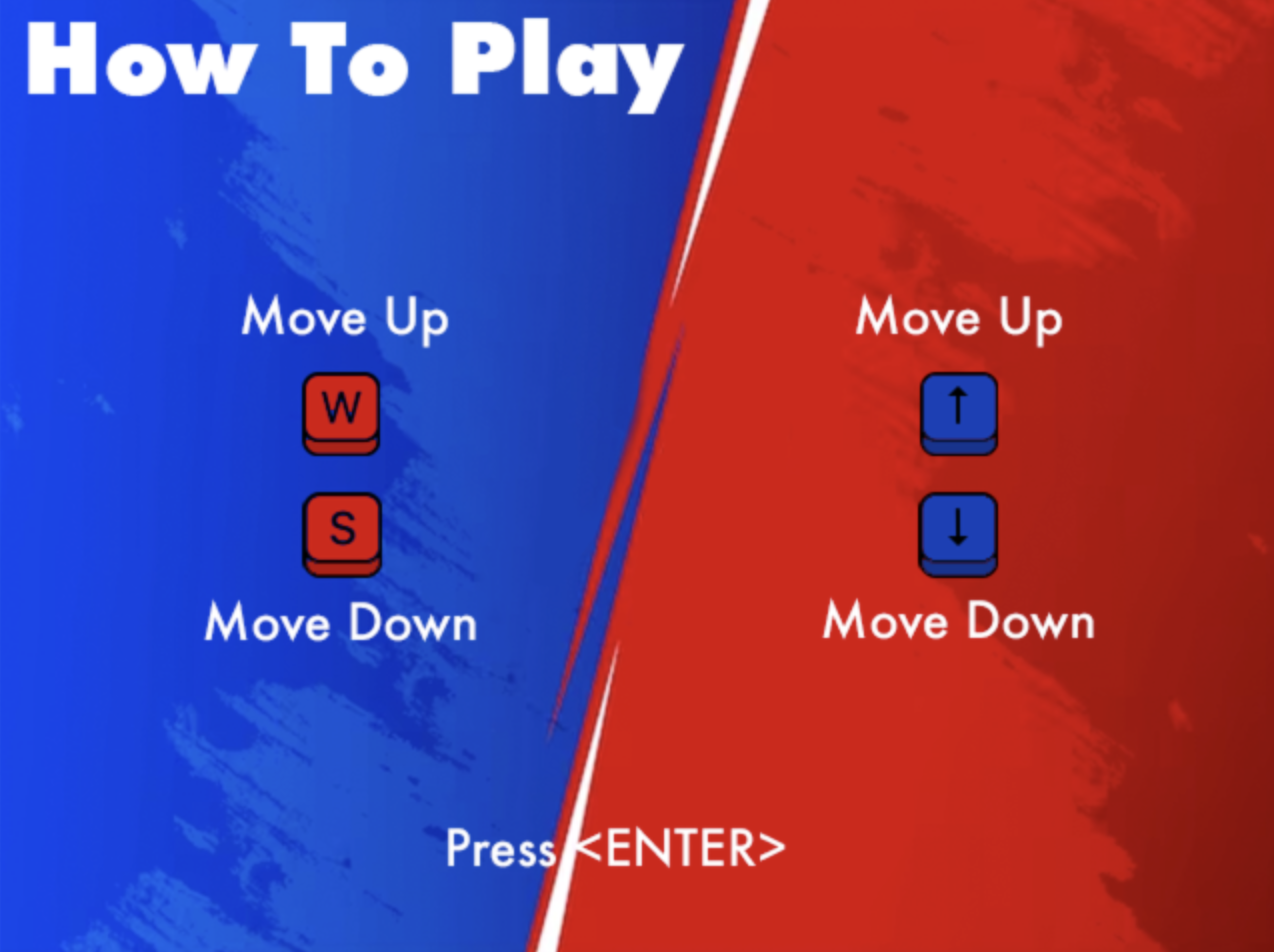 How To Play
Move Up
W
S
Move Down
Move Up
↑
↓
Move Down
Press <ENTER>